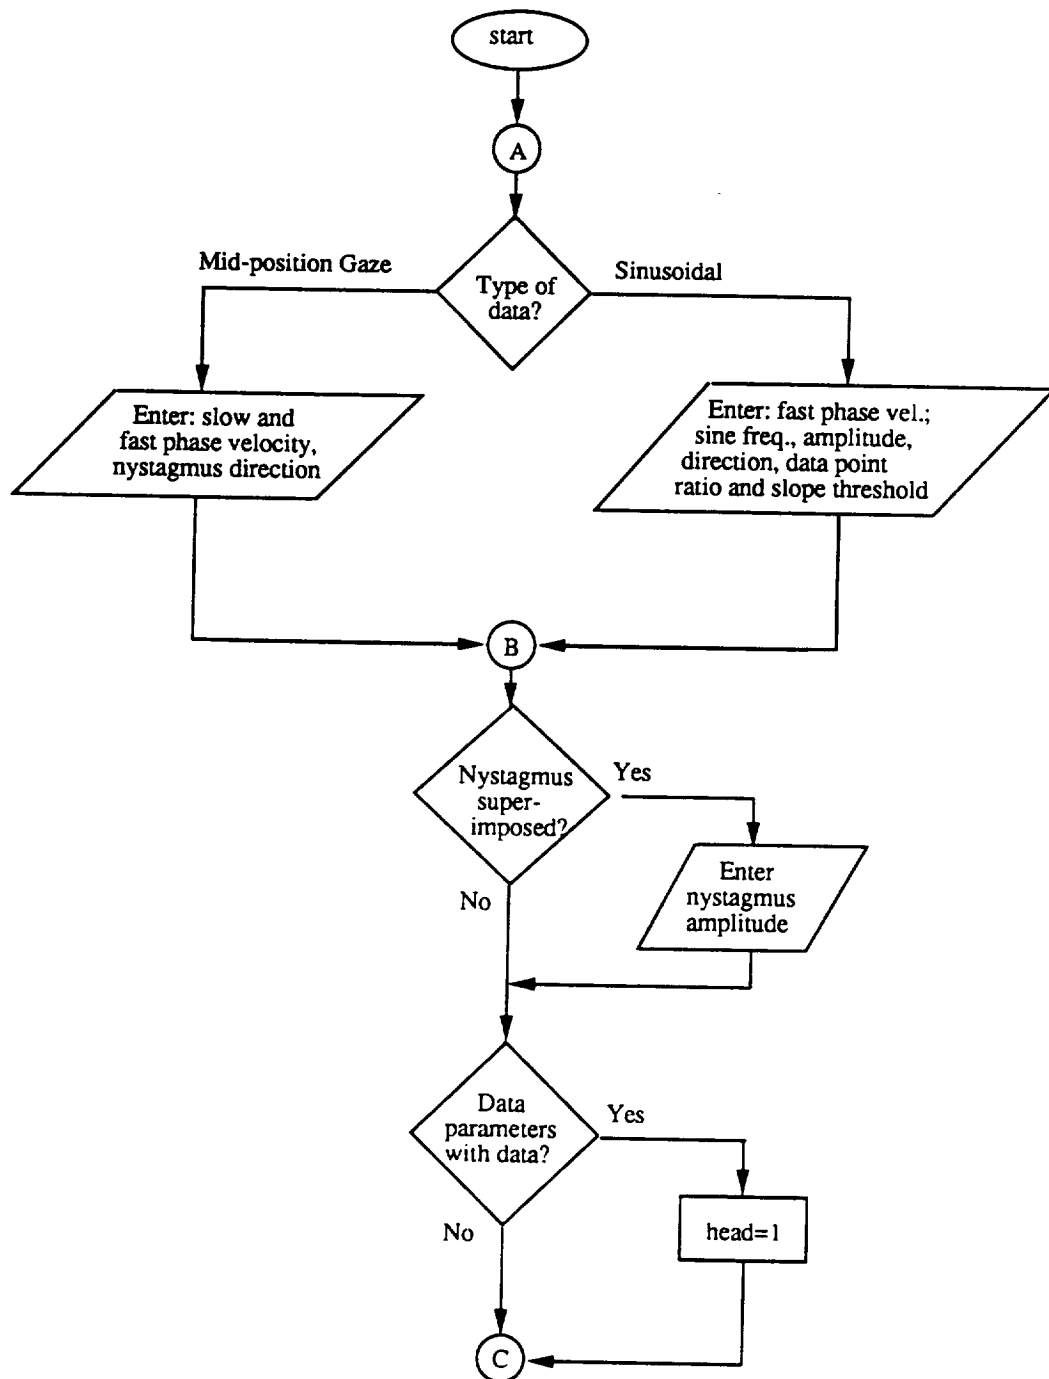 start
A
Mid-position Gaze
Sinusoidal
Type of
data?
Enter: slow and
fast phase velocity,
nystagmus direction
Enter: fast phase vel.;
sine freq., amplitude,
direction, data point
ratio and slope threshold
B
Nystagmus
super-
imposed?
Yes
No
Enter
nystagmus
amplitude
Data
parameters
with data?
Yes
No
head=1
C